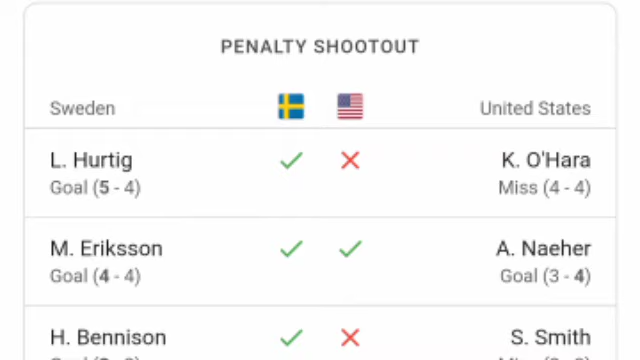 PENALTY SHOOTOUT
Sweden United States
L. Hurtig K. O'Hara
Goal (5 - 4) Miss (4 - 4)
M. Eriksson A. Naeher
Goal (4 - 4) Goal (3 - 4)
H. Bennison S. Smith